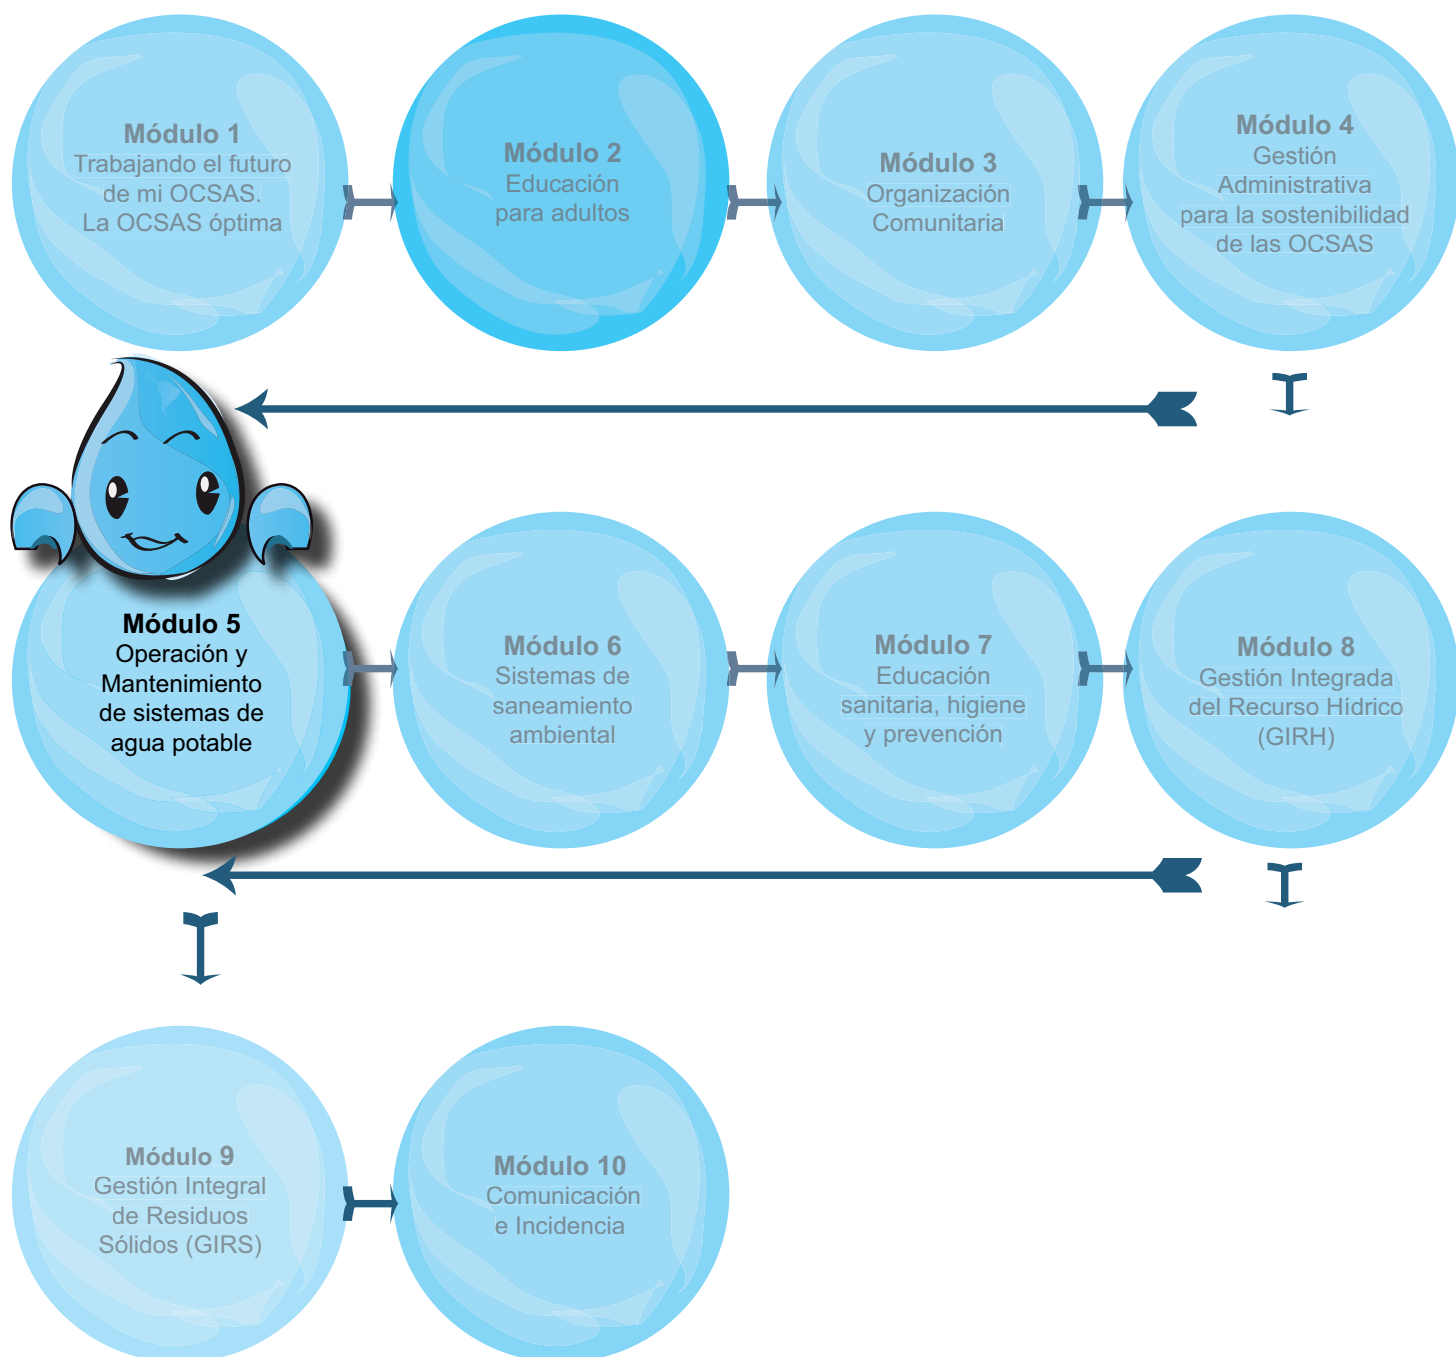 Módulo 1
Trabajando el futuro
de mi OCSAS.
La OCSAS óptima
Módulo 2
Educación
para adultos
Módulo 3
Organización
Comunitaria
Módulo 4
Gestión
Administrativa
para la sostenibilidad
de las OCSAS
Módulo 5
Operación y
Mantenimiento
de sistemas de
agua potable
Módulo 6
Sistemas de
saneamiento
ambiental
Módulo 7
Educación
sanitaria, higiene
y prevención
Módulo 8
Gestión Integrada
del Recurso Hídrico
(GIRH)
Módulo 9
Gestión Integral
de Residuos
Sólidos (GIRS)
Módulo 10
Comunicación
e Incidencia